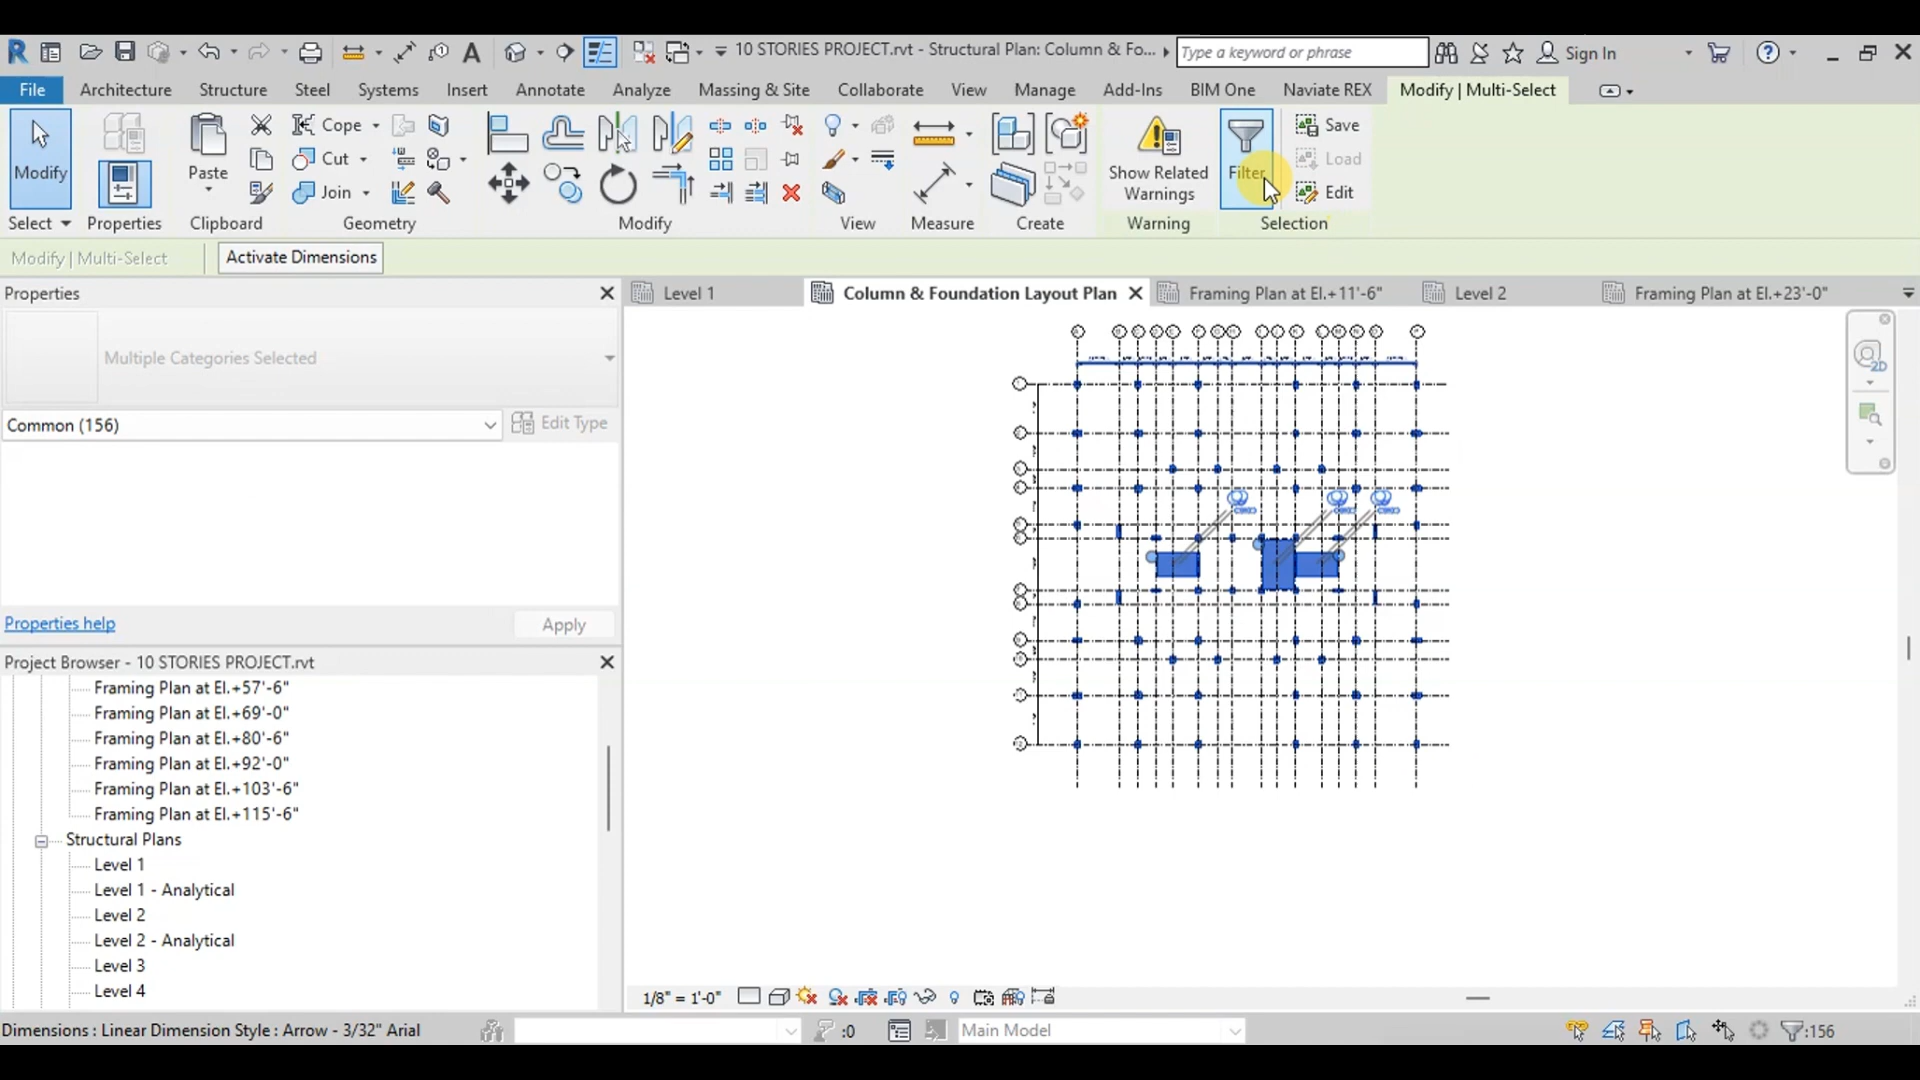 10 STORIES PROJECT.rvt - Structural Plan: Column & Fo...
Type a keyword or phrase
Sign In
File Architecture Structure Steel Systems Insert Annotate Analyze Massing & Site Collaborate View Manage Add-Ins BIM One Naviate REX Modify | Multi-Select
Modify
Paste
Cope
Cut
Join
Show Related
Warnings
Filter
Save
Load
Edit
Select Properties Clipboard Geometry Modify View Measure Create Warning Selection
Modify | Multi-Select
Activate Dimensions
Properties
Level 1
Column & Foundation Layout Plan
Framing Plan at El.+11'-6"
Level 2
Framing Plan at El.+23'-0"
Multiple Categories Selected
Common (156)
Edit Type
Properties help
Apply
Project Browser - 10 STORIES PROJECT.rvt
Framing Plan at El.+57'-6"
Framing Plan at El.+69'-0"
Framing Plan at El.+80'-6"
Framing Plan at El.+92'-0"
Framing Plan at El.+103'-6"
Framing Plan at El.+115'-6"
Structural Plans
Level 1
Level 1 - Analytical
Level 2
Level 2 - Analytical
Level 3
Level 4
2D
1/8" = 1'-0"
Dimensions : Linear Dimension Style : Arrow - 3/32" Arial
:0
Main Model
:156